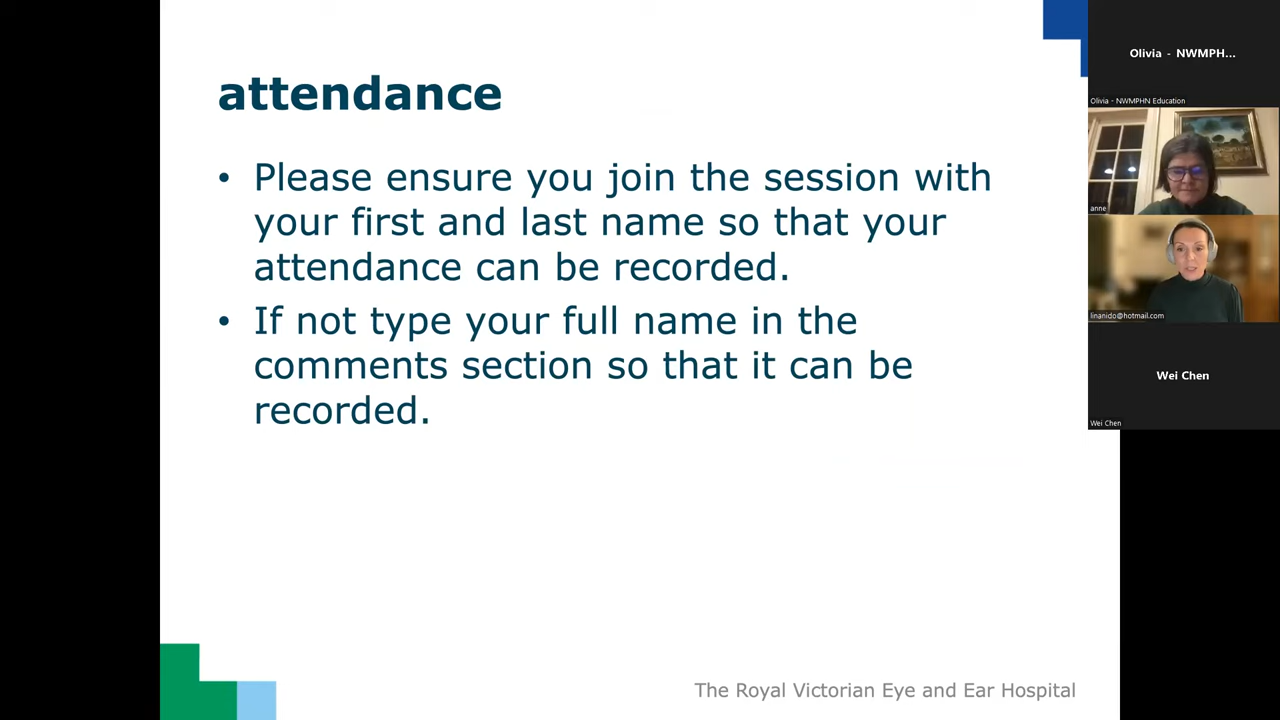 attendance
• Please ensure you join the session with
your first and last name so that your
attendance can be recorded.
• If not type your full name in the
comments section so that it can be
recorded.
The Royal Victorian Eye and Ear Hospital
Olivia - NWMPH...
Olivia - NWMPHN Education
anne
linanido@hotmail.com
Wei Chen
Wei Chen